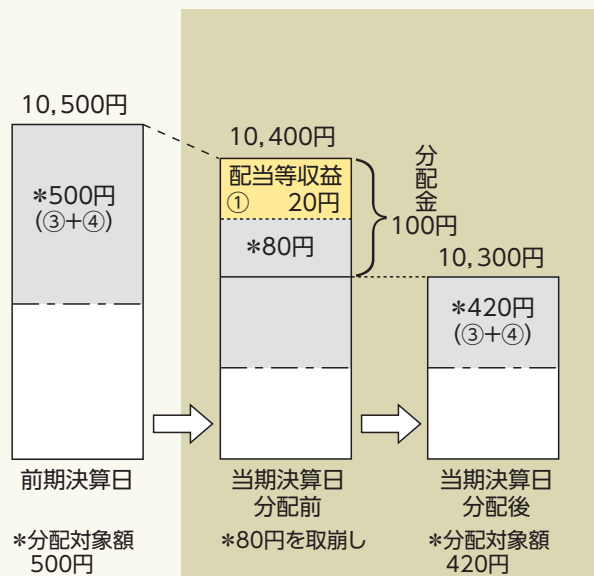 10,500円
*500円
(③+④)
前期決算日
*分配対象額
500円
10,400円
配当等収益
① 20円
*80円
分配金
100円
当期決算日
分配前
*80円を取崩し
10,300円
*420円
(③+④)
当期決算日
分配後
*分配対象額
420円